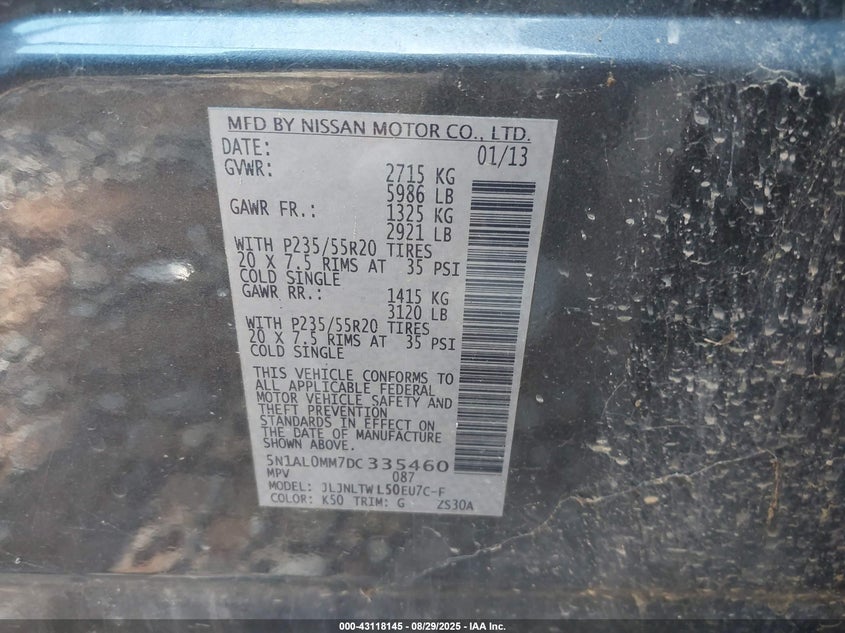 MFD BY NISSAN MOTOR CO., LTD.
DATE: 01/13
GVWR: 2715 KG
5986 LB
GAWR FR.: 1325 KG
2921 LB
WITH P235/55R20 TIRES
20 X 7.5 RIMS AT 35 PSI
COLD SINGLE
GAWR RR.: 1415 KG
3120 LB
WITH P235/55R20 TIRES
20 X 7.5 RIMS AT 35 PSI
COLD SINGLE
THIS VEHICLE CONFORMS TO
ALL APPLICABLE FEDERAL
MOTOR VEHICLE SAFETY AND
THEFT PREVENTION
STANDARDS IN EFFECT ON
THE DATE OF MANUFACTURE
SHOWN ABOVE.
5N1AL0MM7DC 335460
MPV 087
MODEL: JLJNLTWL50EU7C-F
COLOR: K50 TRIM: G ZS30A
000-43118145 - 08/29/2025 - IAA Inc.